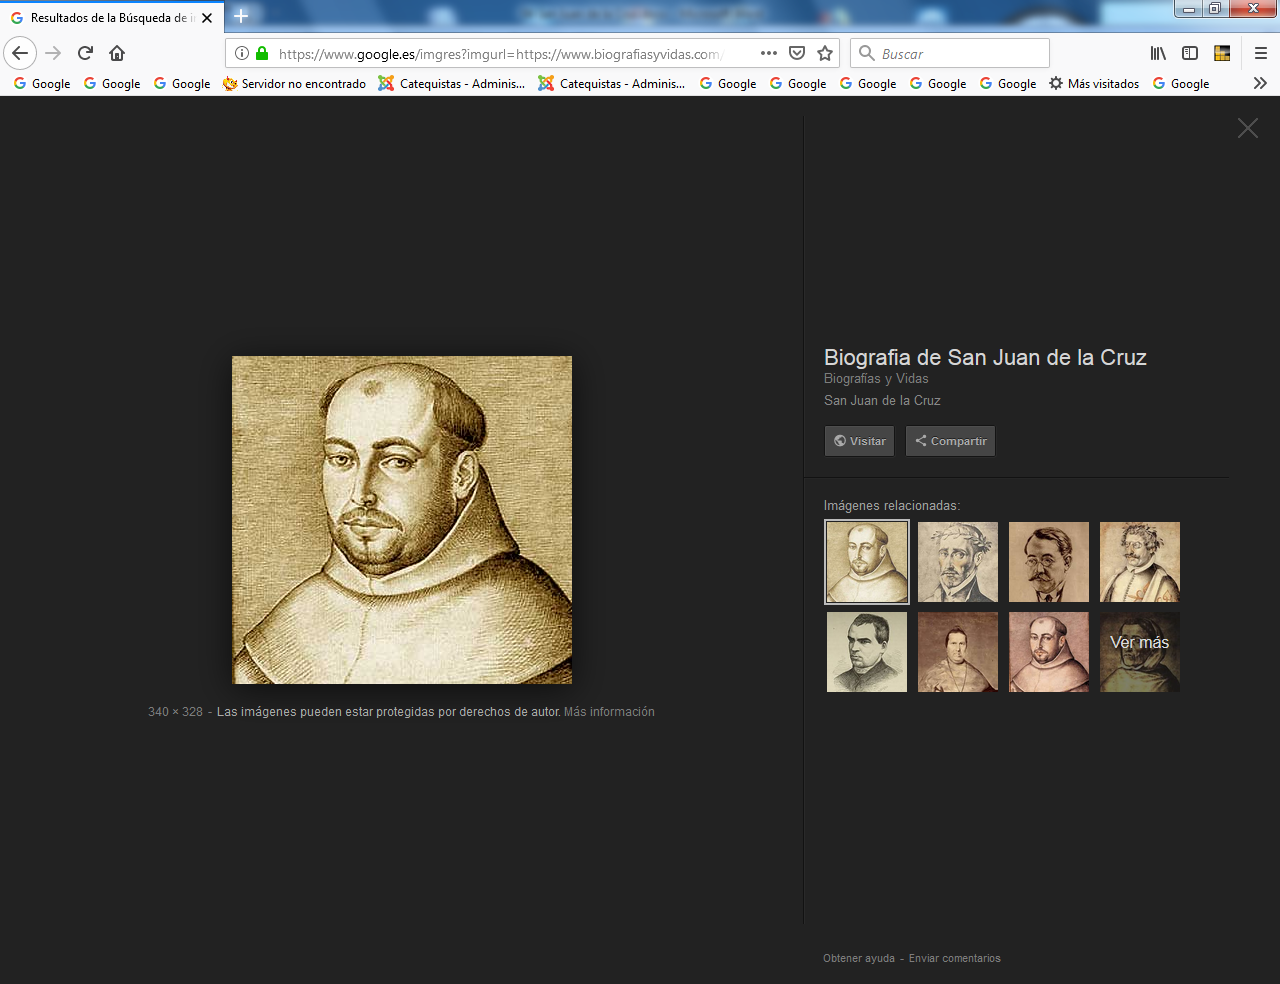 Resultados de la Búsqueda de i
https://www.google.es/imgres?imgurl=https://www.biografiasyvidas.com/
Buscar
Google
Google
Google
Servidor no encontrado
Catequistas - Adminis...
Catequistas - Adminis...
Google
Google
Google
Google
Google
Más visitados
Google
Biografia de San Juan de la Cruz
Biografías y Vidas
San Juan de la Cruz
Visitar
Compartir
Imágenes relacionadas:
Ver más
340 × 328 - Las imágenes pueden estar protegidas por derechos de autor. Más información
Obtener ayuda - Enviar comentarios